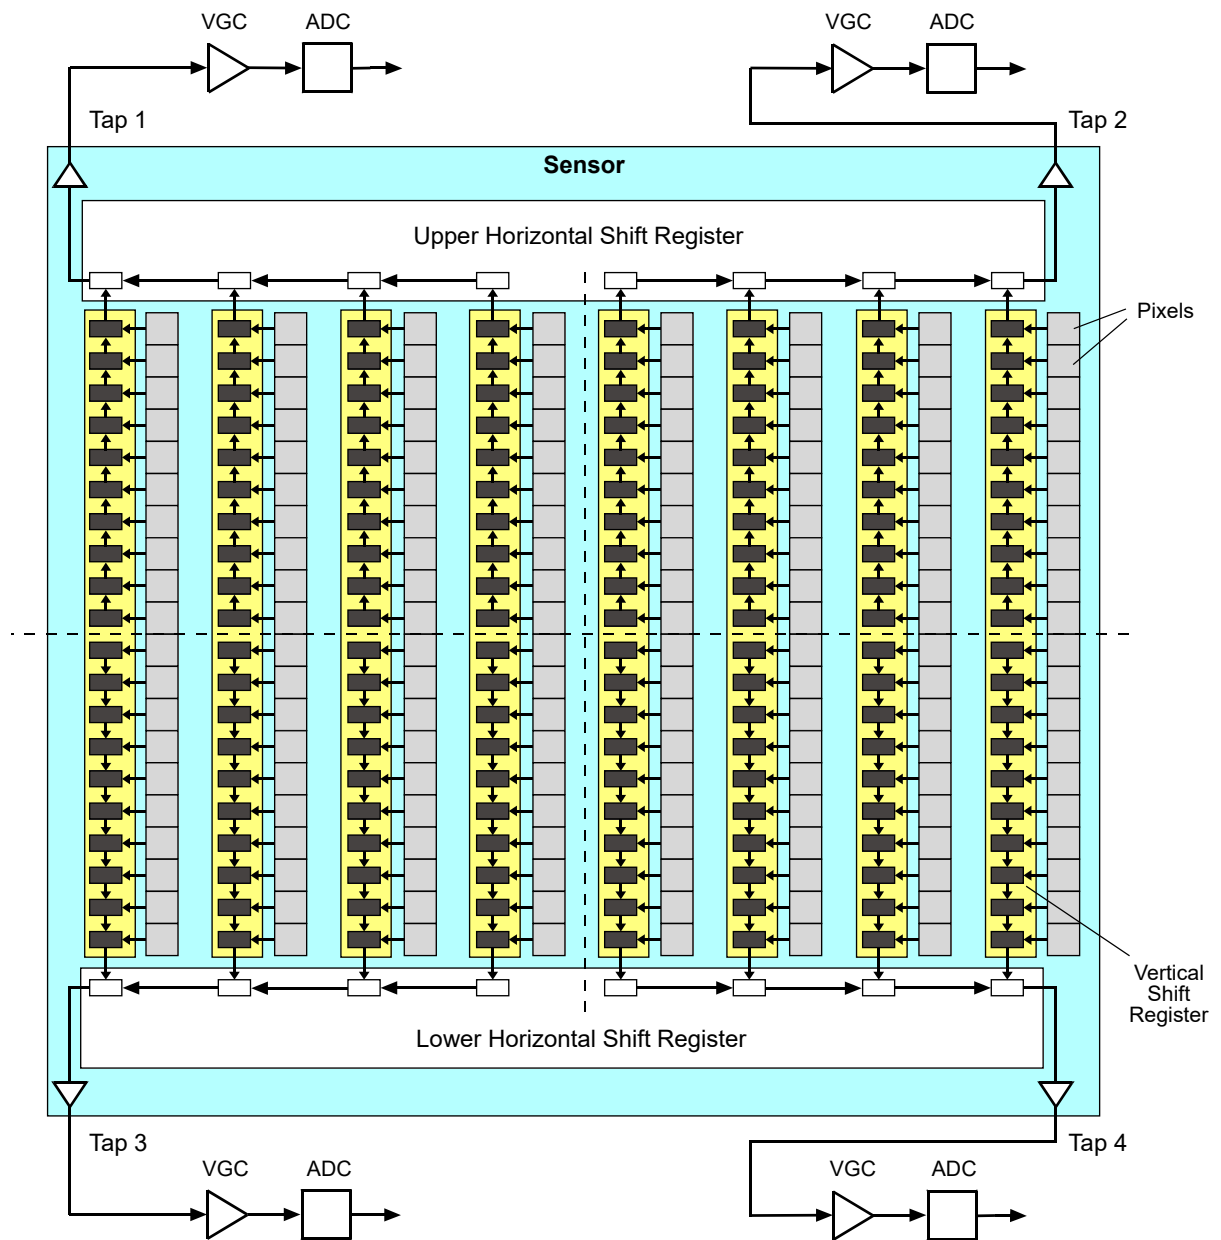 VGC ADC
VGC ADC
Tap 1
Tap 2
Sensor
Upper Horizontal Shift Register
Pixels
Vertical
Shift
Register
Lower Horizontal Shift Register
Tap 3
Tap 4
VGC ADC
VGC ADC